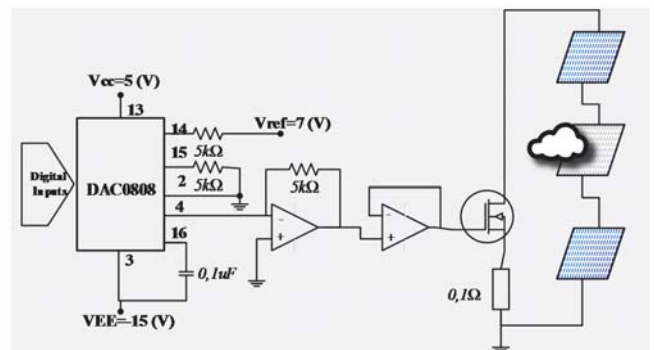 Vcc=5 (V)
13
14
Vref=7 (V)
5kΩ
15
Digital
Inputs
DAC0808
2
5kΩ
5kΩ
4
16
3
0,1uF
0,1Ω
VEE=-15 (V)
-
+
-
+